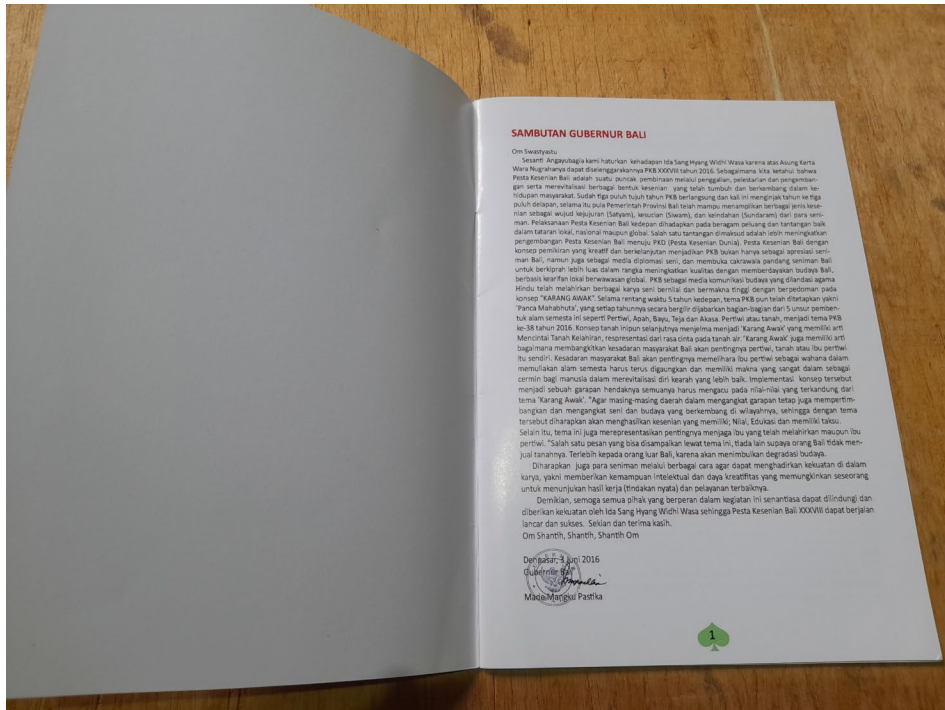 SAMBUTAN GUBERNUR BALI
Om Swastyastu
Sesanti Angayubagia kami haturkan kehadapan Ida Sang Hyang Widhi Wasa karena atas Asung Kerta
Wara Nugrahanya dapat diselenggarakannya PKB XXXVIII tahun 2016. Sebagaimana kita ketahui bahwa
Pesta Kesenian Bali adalah suatu puncak pembinaan melalui penggalian, pelestarian dan pengemban-
gan serta merevitalisasi berbagai bentuk kesenian yang telah tumbuh dan berkembang dalam ke-
hidupan masyarakat. Sudah tiga puluh tujuh tahun PKB berlangsung dan kali ini menginjak tahun ke tiga
puluh delapan, selama itu pula Pemerintah Provinsi Bali telah mampu menampilkan berbagai jenis kese-
nian sebagai wujud kejujuran (Satyam), kesucian (Siwam), dan keindahan (Sundaram) dari para seni-
man. Pelaksanaan Pesta Kesenian Bali kedepan dihadapkan pada beragam peluang dan tantangan baik
dalam tataran lokal, nasional maupun global. Salah satu tantangan dimaksud adalah lebih meningkatkan
pengembangan Pesta Kesenian Bali menuju PKD (Pesta Kesenian Dunia). Pesta Kesenian Bali dengan
konsep pemikiran yang kreatif dan berkelanjutan menjadikan PKB bukan hanya sebagai apresiasi seni-
man Bali, namun juga sebagai media diplomasi seni, dan membuka cakrawala pandang seniman Bali
untuk berkiprah lebih luas dalam rangka meningkatkan kualitas dengan memberdayakan budaya Bali,
berbasis kearifan lokal berwawasan global. PKB sebagai media komunikasi budaya yang dilandasi agama
Hindu telah melahirkan berbagai karya seni bernilai dan bermakna tinggi dengan berpedoman pada
konsep "KARANG AWAK". Selama rentang waktu 5 tahun kedepan, tema PKB pun telah ditetapkan yakni
'Panca Mahabhuta', yang setiap tahunnya secara bergilir dijabarkan bagian-bagian dari 5 unsur pemben-
tuk alam semesta ini seperti Pertiwi, Apah, Bayu, Teja dan Akasa. Pertiwi atau tanah, menjadi tema PKB
ke-38 tahun 2016. Konsep tanah inipun selanjutnya menjelma menjadi 'Karang Awak' yang memiliki arti
Mencintai Tanah Kelahiran, respresentasi dari rasa cinta pada tanah air. 'Karang Awak' juga memiliki arti
bagaimana membangkitkan kesadaran masyarakat Bali akan pentingnya pertiwi, tanah atau ibu pertiwi
itu sendiri. Kesadaran masyarakat Bali akan pentingnya memelihara ibu pertiwi sebagai wahana dalam
memuliakan alam semesta harus terus digaungkan dan memiliki makna yang sangat dalam sebagai
cermin bagi manusia dalam merevitalisasi diri kearah yang lebih baik. Implementasi konsep tersebut
menjadi sebuah garapan hendaknya semuanya harus mengacu pada nilai-nilai yang terkandung dari
tema 'Karang Awak'. "Agar masing-masing daerah dalam mengangkat garapan tetap juga mempertim-
bangkan dan mengangkat seni dan budaya yang berkembang di wilayahnya, sehingga dengan tema
tersebut diharapkan akan menghasilkan kesenian yang memiliki; Nilai, Edukasi dan memiliki taksu.
Selain itu, tema ini juga merepresentasikan pentingnya menjaga ibu yang telah melahirkan maupun ibu
pertiwi. "Salah satu pesan yang bisa disampaikan lewat tema ini, tiada lain supaya orang Bali tidak men-
jual tanahnya. Terlebih kepada orang luar Bali, karena akan menimbulkan degradasi budaya.
Diharapkan juga para seniman melalui berbagai cara agar dapat menghadirkan kekuatan di dalam
karya, yakni memberikan kemampuan intelektual dan daya kreatifitas yang memungkinkan seseorang
untuk menunjukan hasil kerja (tindakan nyata) dan pelayanan terbaiknya.
Demikian, semoga semua pihak yang berperan dalam kegiatan ini senantiasa dapat dilindungi dan
diberikan kekuatan oleh Ida Sang Hyang Widhi Wasa sehingga Pesta Kesenian Bali XXXVIII dapat berjalan
lancar dan sukses. Sekian dan terima kasih.
Om Shantih, Shantih, Shantih Om
Denpasar, 3 Juni 2016
Gubernur Bali
Made Mangku Pastika
1